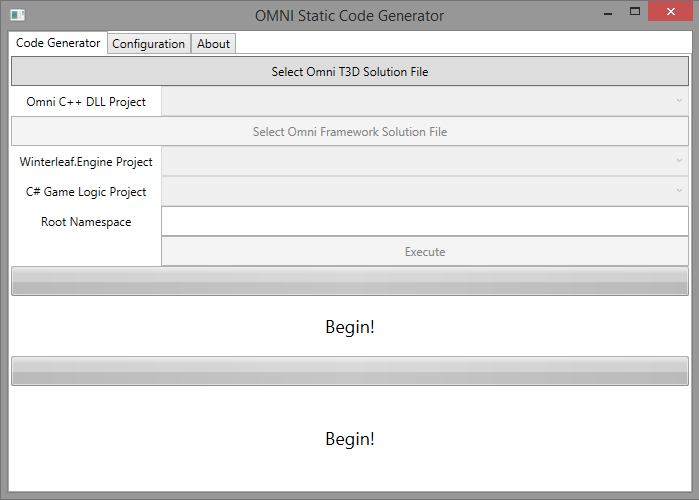 OMNI Static Code Generator
Code Generator Configuration About
Select Omni T3D Solution File
Omni C++ DLL Project
Select Omni Framework Solution File
Winterleaf.Engine Project
C# Game Logic Project
Root Namespace
Execute
Begin!
Begin!